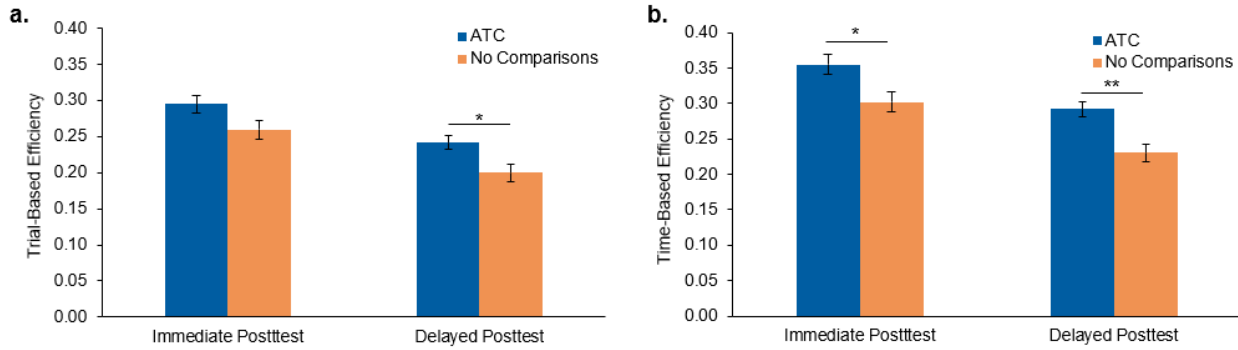 a.
0.40
0.35
0.30
0.25
0.20
0.15
0.10
0.05
0.00
Trial-Based Efficiency
ATC
No Comparisons
*
Immediate Postttest
Delayed Posttest
b.
0.40
0.35
0.30
0.25
0.20
0.15
0.10
0.05
0.00
Time-Based Efficiency
ATC
No Comparisons
*
**
Immediate Postttest
Delayed Posttest